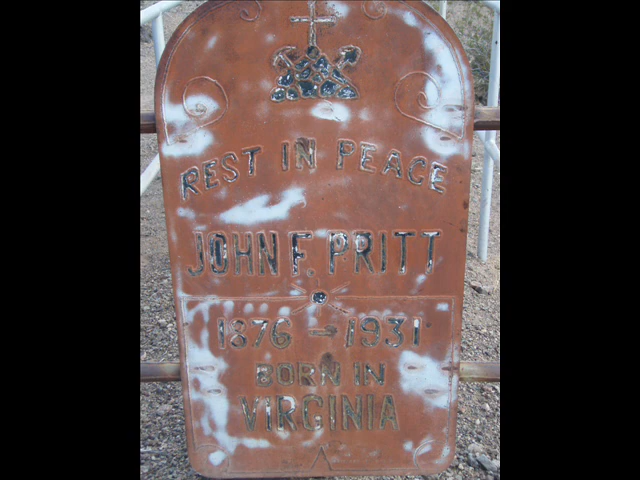 REST IN PEACE
JOHN F. PRITT
1876 - 1931
BORN IN
VIRGINIA